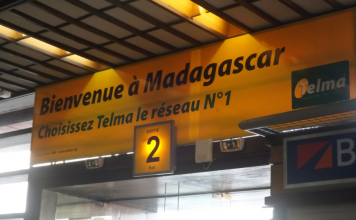 Bienvenue à Madagascar
Choisissez Telma le réseau N°1
Telma
2